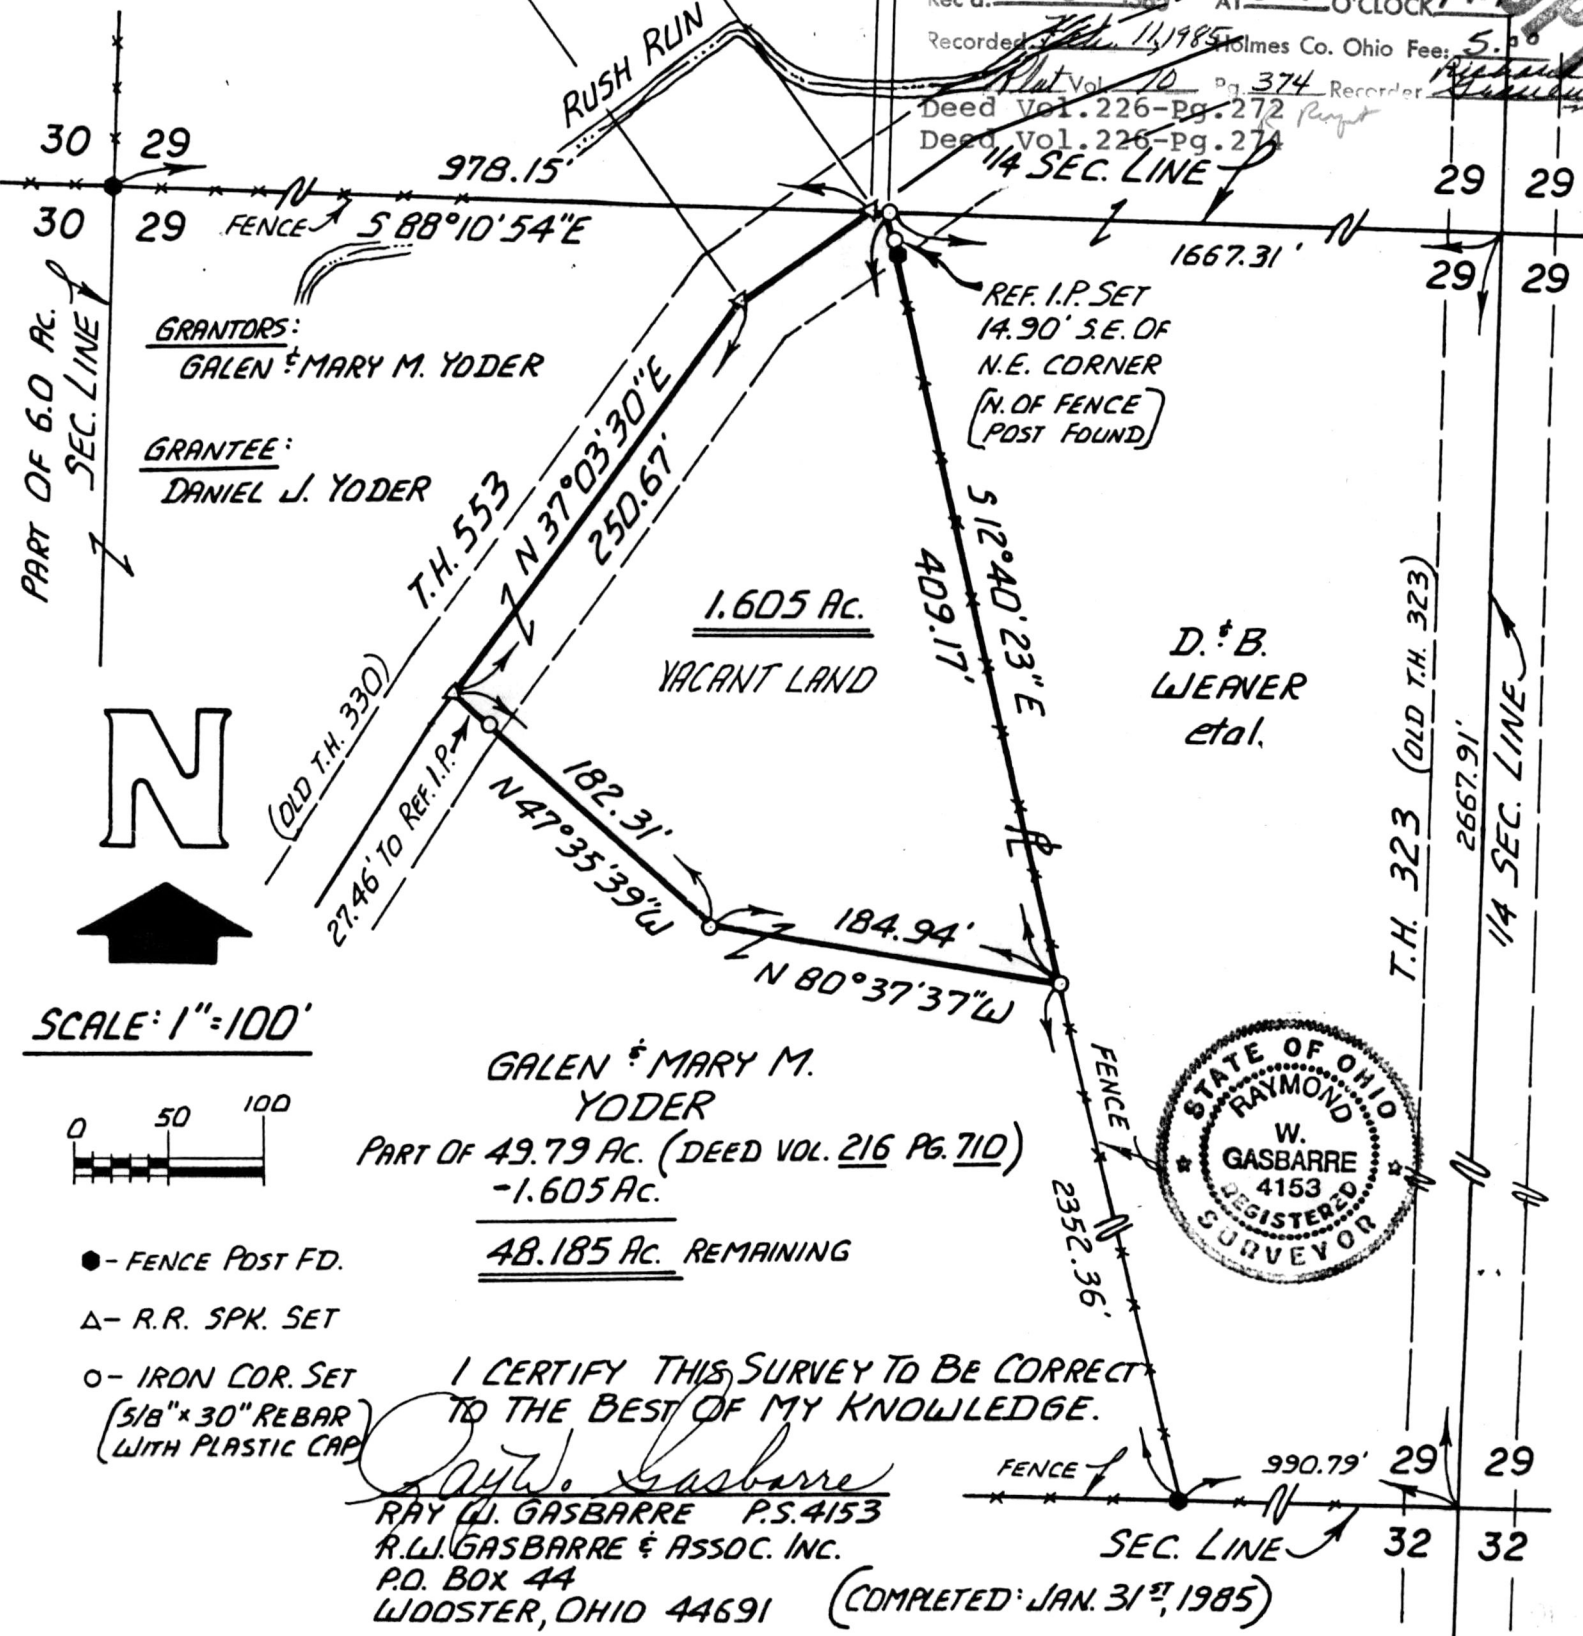 Rec'd. 1985 AT O'CLOCK
Recorded Feb. 11, 1985 Holmes Co. Ohio Fee: 5.00
Plat Vol. 10 Pg. 374 Recorder Richard
Deed Vol.226-Pg.272
Deed Vol.226-Pg.274
RUSH RUN
30 29
978.15'
1/4 SEC. LINE
29 29
30 29
FENCE
S 88°10'54"E
1667.31'
29 29
PART OF 6.0 AC.
SEC. LINE
GRANTORS:
GALEN & MARY M. YODER
GRANTEE:
DANIEL J. YODER
REF. I.P. SET
14.90' S.E. OF
N.E. CORNER
(N. OF FENCE
POST FOUND)
T.H. 553
N 37°03'30"E
250.67'
(OLD T.H. 330)
27.46' TO REF. I.P.
1.605 AC.
VACANT LAND
S 12°40'23"E
409.17'
D. & B.
WEAVER
etal.
T.H. 323 (OLD T.H. 323)
2667.91'
1/4 SEC. LINE
N
182.31'
N 47°35'39"W
184.94'
N 80°37'37"W
PL
SCALE: 1"=100'
0 50 100
GALEN & MARY M.
YODER
PART OF 49.79 AC. (DEED VOL. 216 PG. 710)
-1.605 AC.
48.185 AC. REMAINING
FENCE
2352.36'
STATE OF OHIO
RAYMOND
W.
GASBARRE
4153
REGISTERED
SURVEYOR
- FENCE POST FD.
- R.R. SPK. SET
- IRON COR. SET
(5/8"x30" REBAR
WITH PLASTIC CAP)
I CERTIFY THIS SURVEY TO BE CORRECT
TO THE BEST OF MY KNOWLEDGE.
Ray W. Gasbarre
RAY W. GASBARRE P.S. 4153
R.W. GASBARRE & ASSOC. INC.
P.O. BOX 44
WOOSTER, OHIO 44691
(COMPLETED: JAN. 31ST, 1985)
FENCE
990.79'
29 29
SEC. LINE
32 32